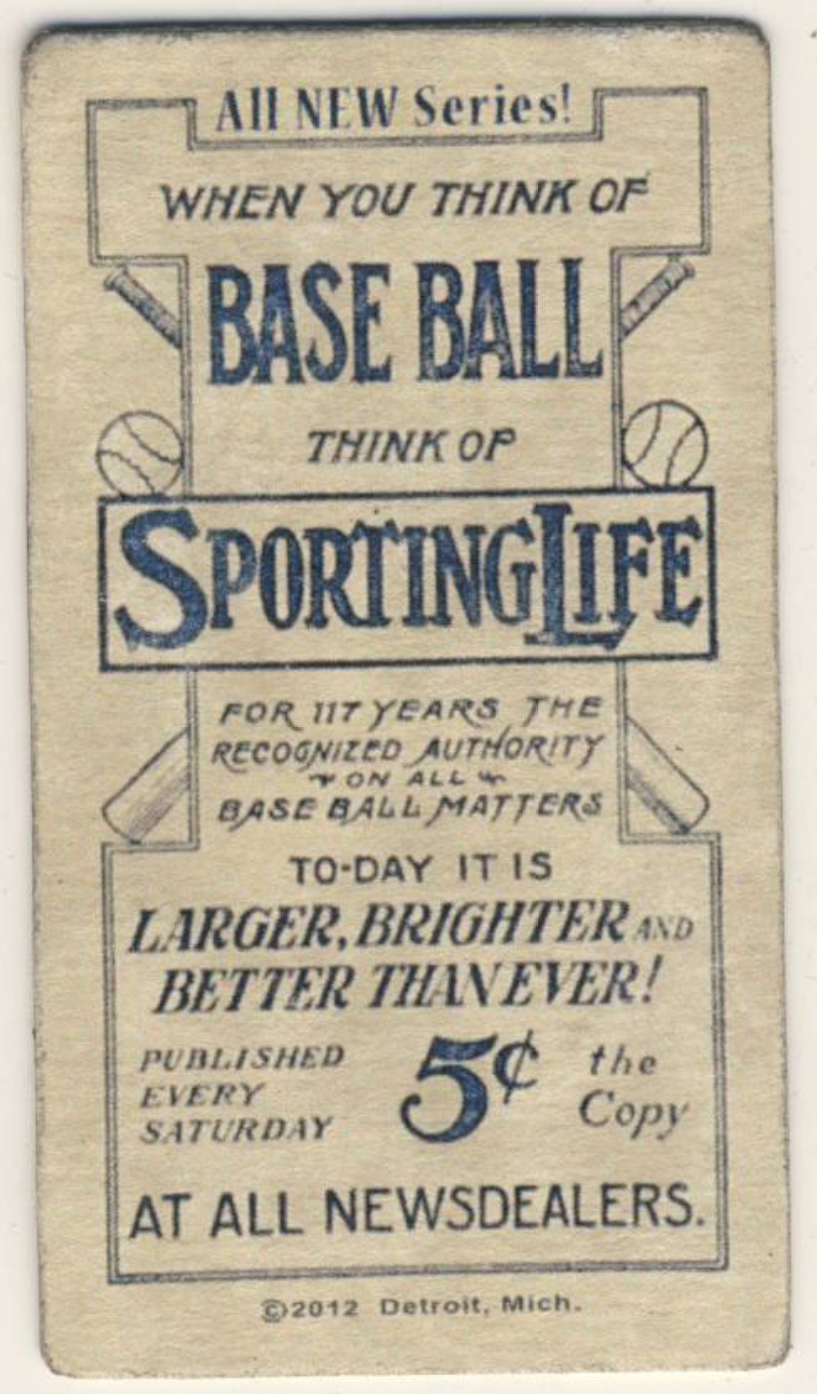 All NEW Series!
WHEN YOU THINK OF
BASE BALL
THINK OF
SPORTING LIFE
FOR 117 YEARS THE
RECOGNIZED AUTHORITY
ON ALL
BASE BALL MATTERS
TO-DAY IT IS
LARGER, BRIGHTER AND
BETTER THAN EVER!
PUBLISHED
EVERY
SATURDAY
5¢ the
Copy
AT ALL NEWSDEALERS.
©2012 Detroit, Mich.